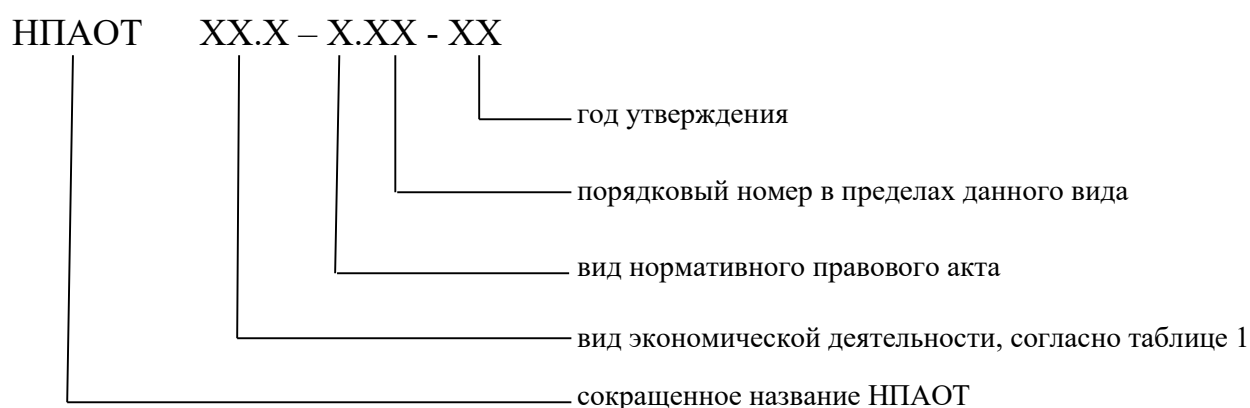 НПАОТ XX.X – X.XX - XX
год утверждения
порядковый номер в пределах данного вида
вид нормативного правового акта
вид экономической деятельности, согласно таблице 1
сокращенное название НПАОТ